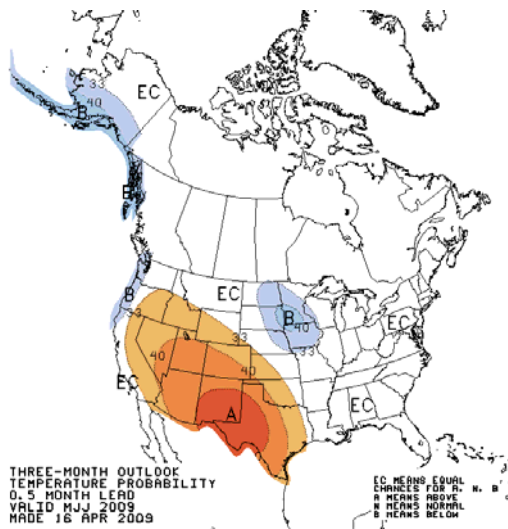 33
EC
40
B
B
B
EC
B
40
EC
33
33
33
40
40
EC
A
EC
THREE-MONTH OUTLOOK
TEMPERATURE PROBABILITY
0.5 MONTH LEAD
VALID MJJ 2009
MADE 16 APR 2009
EC MEANS EQUAL
CHANCES FOR A, N, B
A MEANS ABOVE
N MEANS NORMAL
B MEANS BELOW